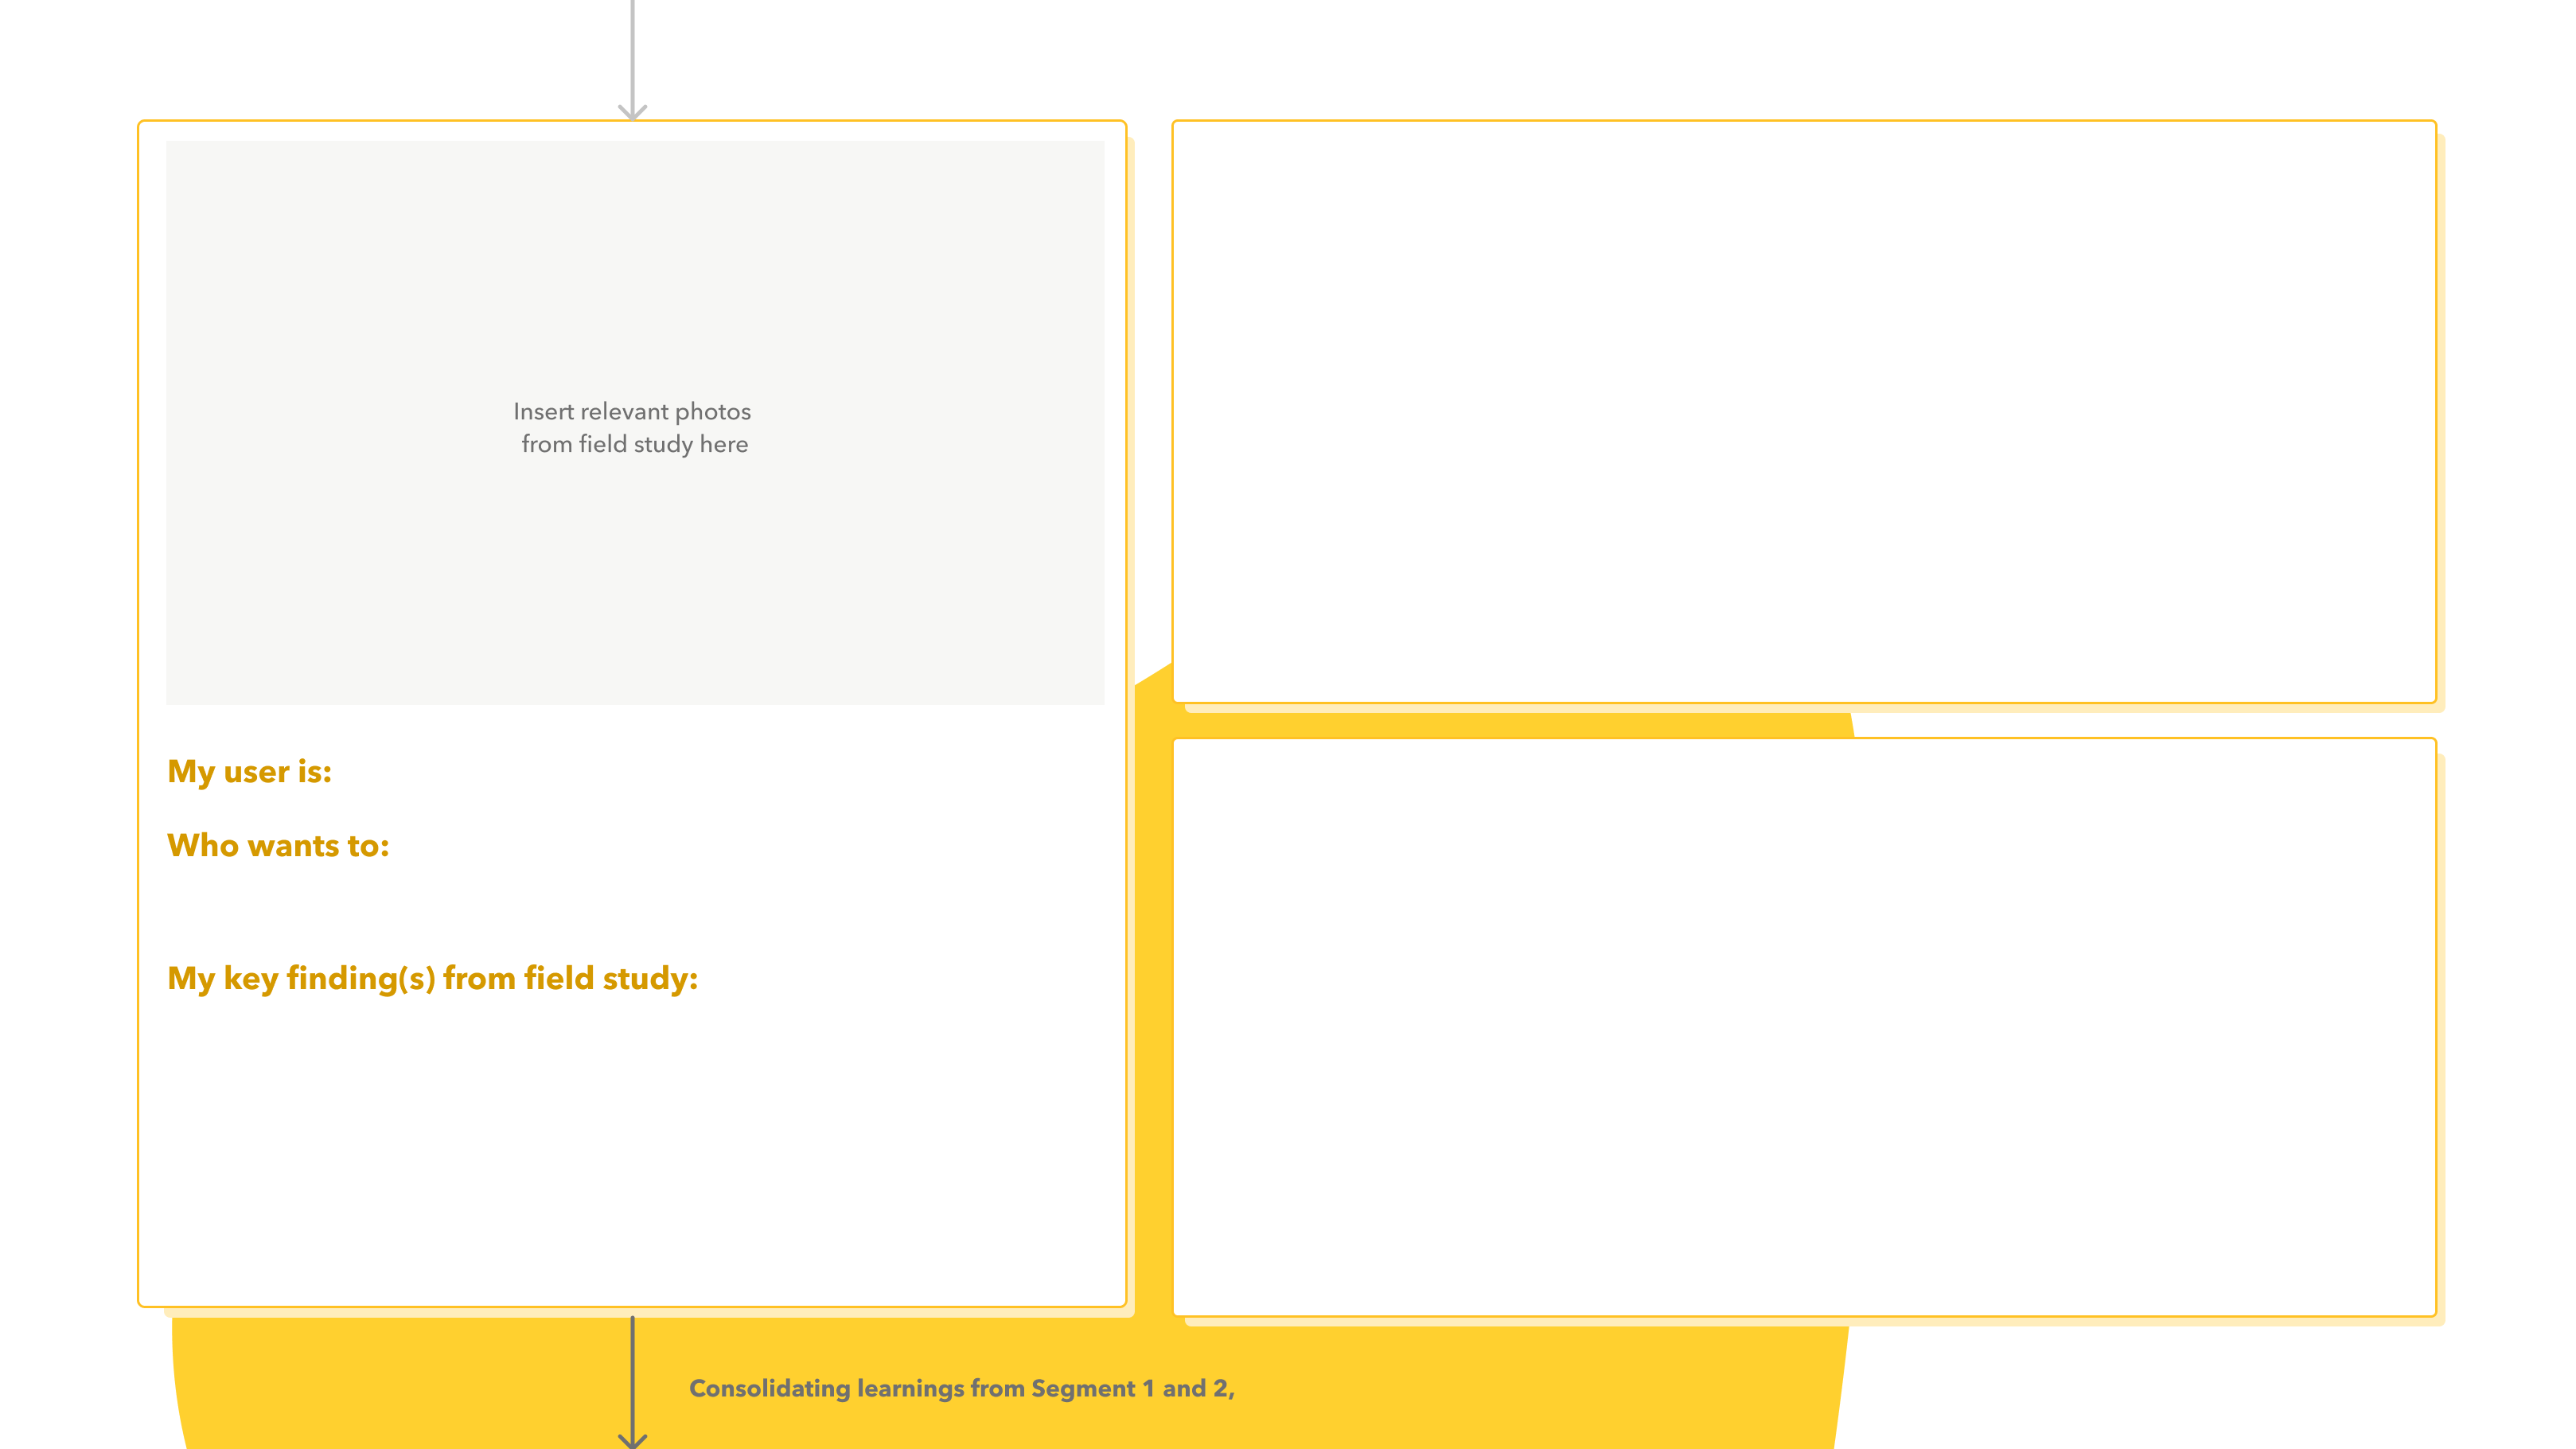 Insert relevant photos
from field study here
My user is:
Who wants to:
My key finding(s) from field study:
Consolidating learnings from Segment 1 and 2,